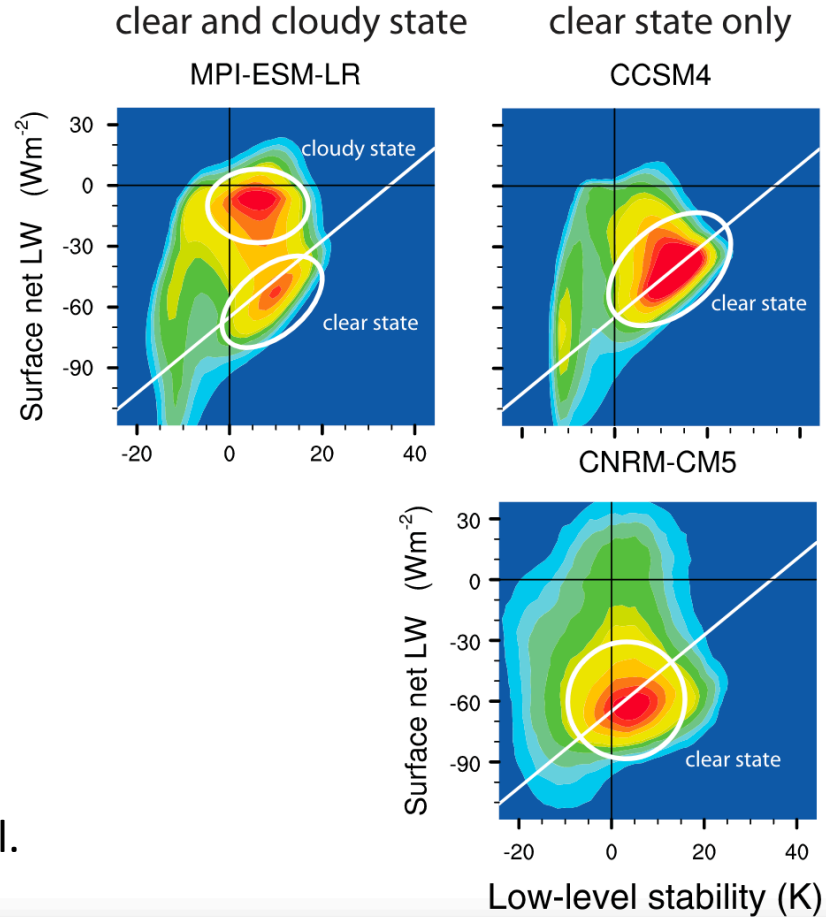 clear and cloudy state
clear state only
MPI-ESM-LR
CCSM4
Surface net LW (Wm-2)
30
0
-30
-60
-90
cloudy state
clear state
-20 0 20 40
clear state
CNRM-CM5
Surface net LW (Wm-2)
30
0
-30
-60
-90
clear state
-20 0 20 40
Low-level stability (K)
l.